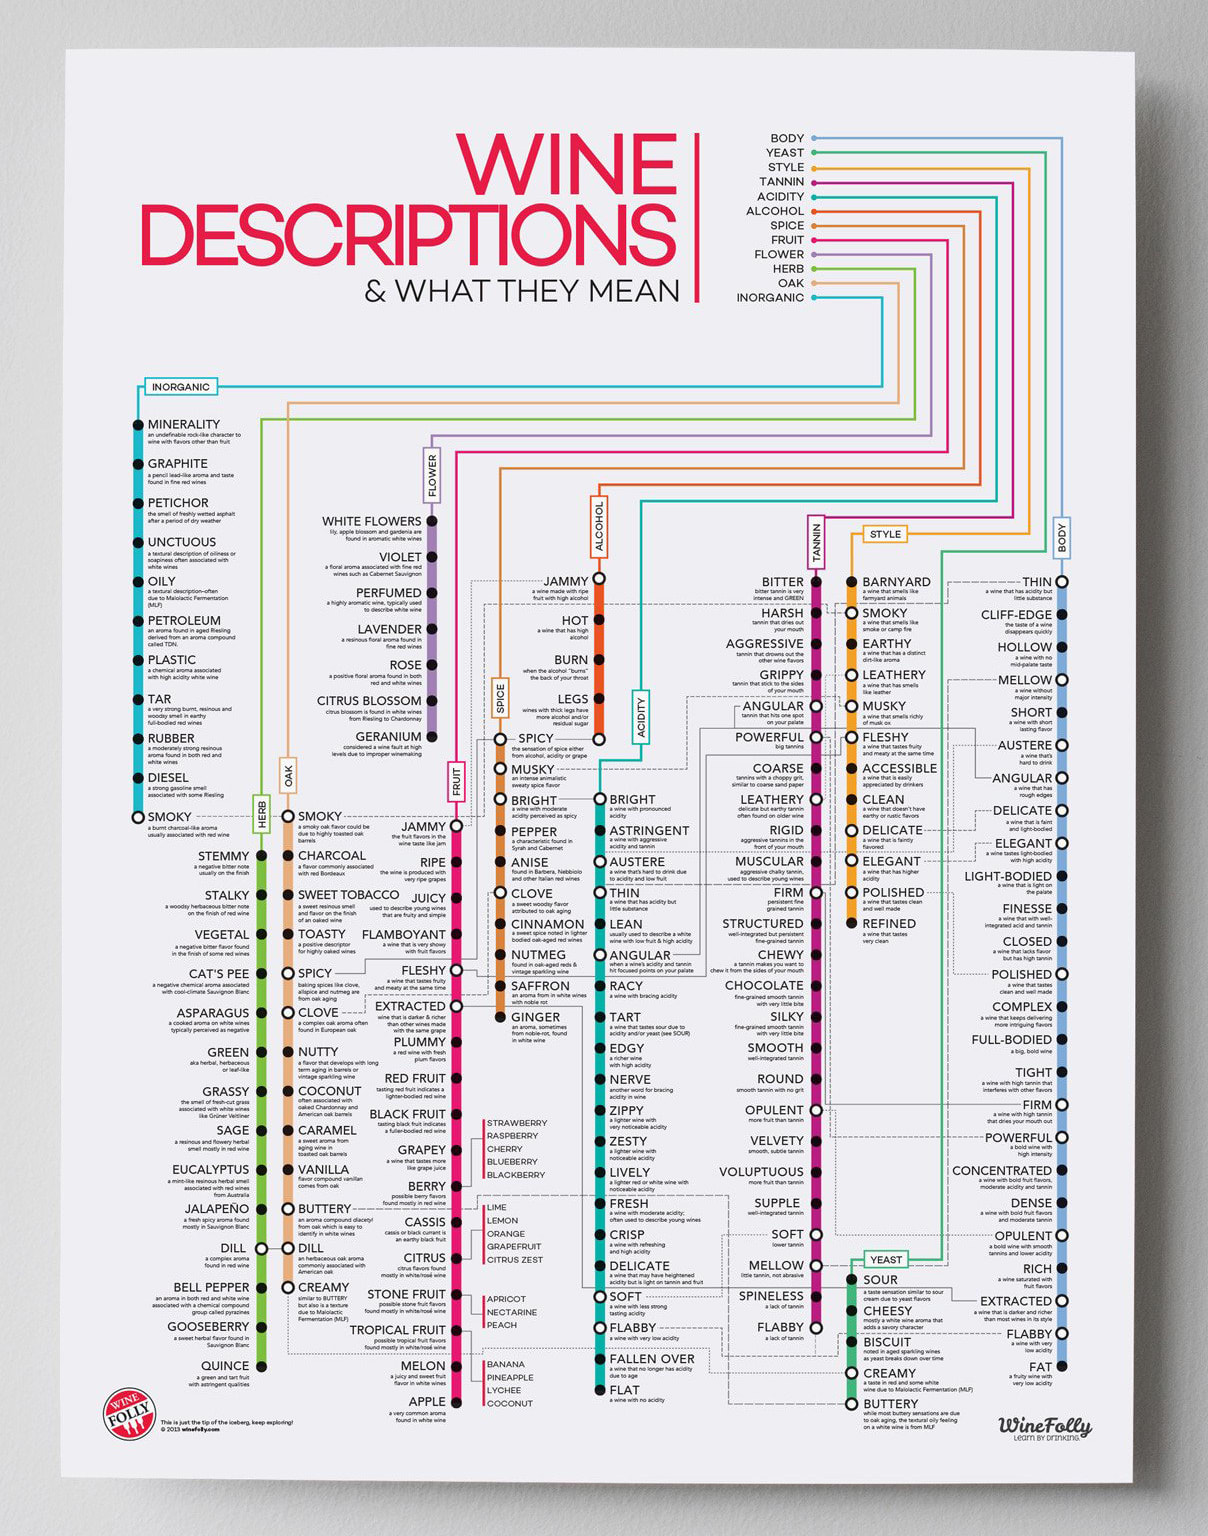 WINE
DESCRIPTIONS
& WHAT THEY MEAN
BODY
YEAST
STYLE
TANNIN
ACIDITY
ALCOHOL
SPICE
FRUIT
FLOWER
HERB
OAK
INORGANIC
INORGANIC
MINERALITY
an undefinable rock-like character to
wine with flavors other than fruit
GRAPHITE
a pencil lead-like aroma and taste
found in fine red wines
PETICHOR
the smell of freshly wetted asphalt
after a period of dry weather
UNCTUOUS
a textural description of oiliness or
soapiness often associated with
white wines
OILY
a textural description-often
due to Malolactic Fermentation
(MLF)
PETROLEUM
an aroma found in aged Riesling
derived from an aroma compound
called TDN.
PLASTIC
a chemical aroma associated
with high acidity white wine
TAR
a very strong burnt, resinous and
woodsy smell in earthy
full-bodied red wines
RUBBER
a moderately strong resinous
aroma found in both red and
white wines
DIESEL
a strong gasoline smell
associated with some Riesling
SMOKY
a burnt charcoal-like aroma
usually associated with red wine
HERB
STEMMY
a negative bitter note
usually on the finish
STALKY
a woodsy herbaceous bitter note
on the finish of red wine
VEGETAL
a negative bitter flavor found
in the finish of some red wines
CAT'S PEE
a negative chemical aroma associated
with cool-climate Sauvignon Blanc
ASPARAGUS
a cooked aroma on white wines
typically perceived as negative
GREEN
aka herbal, herbaceous
or leaf-like
GRASSY
the smell of fresh-cut grass
associated with white wines
like Grüner Veltliner
SAGE
a resinous and flowery herbal
smell mostly in red wine
EUCALYPTUS
a mint-like resinous herbal smell
associated with red wines
from Australia
JALAPEÑO
a fresh spicy aroma found
mostly in Sauvignon Blanc
DILL
a complex aroma
found in red wine
BELL PEPPER
an aroma in both red and white wine
associated with a chemical compound
group called pyrazines
GOOSEBERRY
a sweet herbal flavor found in
Sauvignon Blanc
QUINCE
a green and tart fruit
with astringent qualities
OAK
SMOKY
a smoky oak flavor could be
due to highly toasted oak
barrels
CHARCOAL
a flavor commonly associated
with red Bordeaux
SWEET TOBACCO
a sweet resinous smell
and flavor on the finish
of an oaked wine
TOASTY
a positive descriptor
for highly oaked wines
SPICY
baking spices like clove,
allspice and nutmeg are
from oak aging
CLOVE
a complex oak aroma often
found in European oak
NUTTY
a flavor that develops with long
term aging in barrels or
vintage sparkling wine
COCONUT
often associated with
oaked Chardonnay and
American oak barrels
CARAMEL
a sweet aroma from
aging wine in
toasted oak barrels
VANILLA
flavor compound vanillan
comes from oak
BUTTERY
an aroma compound diacetyl
from oak which is easy to
identify in white wines
DILL
an herbaceous oak aroma
commonly associated with
American oak
CREAMY
similar to BUTTERY
but also is a texture
due to Malolactic
Fermentation (MLF)
FLOWER
WHITE FLOWERS
lily, apple blossom and gardenia are
found in aromatic white wines
VIOLET
a floral aroma associated with fine red
wines such as Cabernet Sauvignon
PERFUMED
a highly aromatic wine, typically used
to describe white wine
LAVENDER
a resinous floral aroma found in
fine red wines
ROSE
a positive floral aroma found in both
red and white wines
CITRUS BLOSSOM
citrus blossom is found in white wines
from Riesling to Chardonnay
GERANIUM
considered a wine fault at high
levels due to improper winemaking
FRUIT
JAMMY
the fruit flavors in the
wine taste like jam
RIPE
the wine is produced with
very ripe grapes
JUICY
used to describe young wines
that are fruity and simple
FLAMBOYANT
a wine that is very showy
with fruit flavors
FLESHY
a wine that tastes fruity
and meaty at the same time
EXTRACTED
wine that is darker & richer
than other wines made
with the same grape
PLUMMY
a red wine with fresh
plum flavors
RED FRUIT
tasting red fruit indicates a
lighter-bodied red wine
BLACK FRUIT
tasting black fruit indicates
a fuller-bodied red wine
GRAPEY
a wine that tastes more
like grape juice
BERRY
possible berry flavors
found mostly in red wine
CASSIS
cassis or black currant is
an earthy black fruit
CITRUS
citrus flavors found
mostly in white/rosé wine
STONE FRUIT
possible stone fruit flavors
found mostly in white/rosé wine
TROPICAL FRUIT
possible tropical fruit flavors
found mostly in white/rosé wine
MELON
a juicy and sweet fruit
flavor in white wines
APPLE
a very common aroma
found in white wine
STRAWBERRY
RASPBERRY
CHERRY
BLUEBERRY
BLACKBERRY
LIME
LEMON
ORANGE
GRAPEFRUIT
CITRUS ZEST
APRICOT
NECTARINE
PEACH
BANANA
PINEAPPLE
LYCHEE
COCONUT
ALCOHOL
JAMMY
a wine made with ripe
fruit with high alcohol
HOT
a wine that has high
alcohol
BURN
when the alcohol "burns"
the back of your throat
LEGS
wines with thick legs have
more alcohol and/or
residual sugar
SPICE
SPICY
the sensation of spice either
from alcohol, acidity or grape
MUSKY
an intense animalistic
sweaty spice flavor
BRIGHT
a wine with moderate
acidity perceived as spicy
PEPPER
a characteristic found in
Syrah and Cabernet
ANISE
found in Barbera, Nebbiolo
and other Italian red wines
CLOVE
a sweet woodsy flavor
attributed to oak aging
CINNAMON
a sweet spice noted in lighter
bodied oak-aged red wines
NUTMEG
found in oak-aged reds &
vintage sparkling wine
SAFFRON
an aroma from in white wines
with noble rot
GINGER
an aroma, sometimes
from noble-rot, found
in white wine
ACIDITY
BRIGHT
a wine with pronounced
acidity
ASTRINGENT
a wine with aggressive
acidity and tannin
AUSTERE
a wine that's hard to drink due
to acidity and low fruit
THIN
a wine that has acidity but
little substance
LEAN
usually used to describe a white
wine with low fruit & high acidity
ANGULAR
when a wine's acidity and tannin
hit focused points on your palate
RACY
a wine with bracing acidity
TART
a wine that tastes sour due to
acidity and/or yeast (see SOUR)
EDGY
a richer wine
with high acidity
NERVE
another word for bracing
acidity in wine
ZIPPY
a lighter wine with
very noticeable acidity
ZESTY
a lighter wine with
noticeable acidity
LIVELY
a lighter red or white wine with
noticeable acidity
FRESH
a wine with moderate acidity;
often used to describe young wines
CRISP
a wine with refreshing
and high acidity
DELICATE
a wine that may have heightened
acidity but is light on tannin and fruit
SOFT
a wine with less strong
tasting acidity
FLABBY
a wine with very low acidity
FALLEN OVER
a wine that no longer has acidity
due to age
FLAT
a wine with no acidity
TANNIN
BITTER
bitter tannin is very
intense and GREEN
HARSH
tannin that dries out
your mouth
AGGRESSIVE
tannin that drowns out the
other wine flavors
GRIPPY
tannin that stick to the sides
of your mouth
ANGULAR
tannin that hits one spot
on your palate
POWERFUL
big tannins
COARSE
tannins with a choppy grit,
similar to coarse sand paper
LEATHERY
delicate but earthy tannin
often found on older wine
RIGID
aggressive tannins in the
front of your mouth
MUSCULAR
aggressive chalky tannin,
used to describe young wines
FIRM
persistent fine
grained tannin
STRUCTURED
well-integrated but persistent
fine-grained tannin
CHEWY
a tannin makes you want to
chew it from the sides of your mouth
CHOCOLATE
fine-grained smooth tannin
with very little bite
SILKY
fine-grained smooth tannin
with very little bite
SMOOTH
well-integrated tannin
ROUND
smooth tannin with no grit
OPULENT
more fruit than tannin
VELVETY
smooth, subtle tannin
VOLUPTUOUS
more fruit than tannin
SUPPLE
well-integrated tannin
SOFT
lower tannin
MELLOW
little tannin, not abrasive
SPINELESS
a lack of tannin
FLABBY
a lack of tannin
STYLE
BARNYARD
a wine that smells like
farmyard animals
SMOKY
a wine that smells like
smoke or camp fire
EARTHY
a wine that has a distinct
dirt-like aroma
LEATHERY
a wine that has smells
like leather
MUSKY
a wine that smells richly
of musk ox
FLESHY
a wine that tastes fruity
and meaty at the same time
ACCESSIBLE
a wine that is easily
appreciated by drinkers
CLEAN
a wine that doesn't have
earthy or rustic flavors
DELICATE
a wine that is faintly
flavored
ELEGANT
a wine that has higher
acidity
POLISHED
a wine that tastes clean
and well made
REFINED
a wine that tastes
very clean
YEAST
SOUR
a taste sensation similar to sour
cream due to yeast flavors
CHEESY
mostly a white wine aroma that
adds a savory character
BISCUIT
noted in aged sparkling wines
as yeast breaks down over time
CREAMY
a taste in red and some white
wine due to Malolactic Fermentation (MLF)
BUTTERY
while most buttery sensations are due
to oak aging, the textural oily feeling
on a white wine is from MLF
BODY
THIN
a wine that has acidity but
little substance
CLIFF-EDGE
the taste of a wine
disappears quickly
HOLLOW
a wine with no
mid-palate taste
MELLOW
a wine without
major intensity
SHORT
a wine with short
lasting flavor
AUSTERE
a wine that's
hard to drink
ANGULAR
a wine that has
rough edges
DELICATE
a wine that is faint
and light-bodied
ELEGANT
a wine tastes light-bodied
with high acidity
LIGHT-BODIED
a wine that is light on
the palate
FINESSE
a wine with well-
integrated acid and tannin
CLOSED
a wine that lacks flavor
but has high tannin
POLISHED
a wine that tastes
clean and well made
COMPLEX
a wine that keeps delivering
more intriguing flavors
FULL-BODIED
a big, bold wine
TIGHT
a wine with high tannin that
interferes of other flavors
FIRM
a wine with high tannin
that dries your mouth out
POWERFUL
a bold wine with
high intensity
CONCENTRATED
a wine with bold fruit flavors,
moderate acidity and tannin
DENSE
a wine with bold fruit flavors
and moderate tannin
OPULENT
a bold wine with smooth
tannins and lower acidity
RICH
a wine saturated with
fruit flavors
EXTRACTED
a wine that is darker and richer
than most wines in its style
FLABBY
a wine with very
low acidity
FAT
a fruity wine with
very low acidity
WINE
FOLLY
This is just the tip of the iceberg, keep exploring!
© 2013 winefolly.com
WineFolly
LEARN BY DRINKING